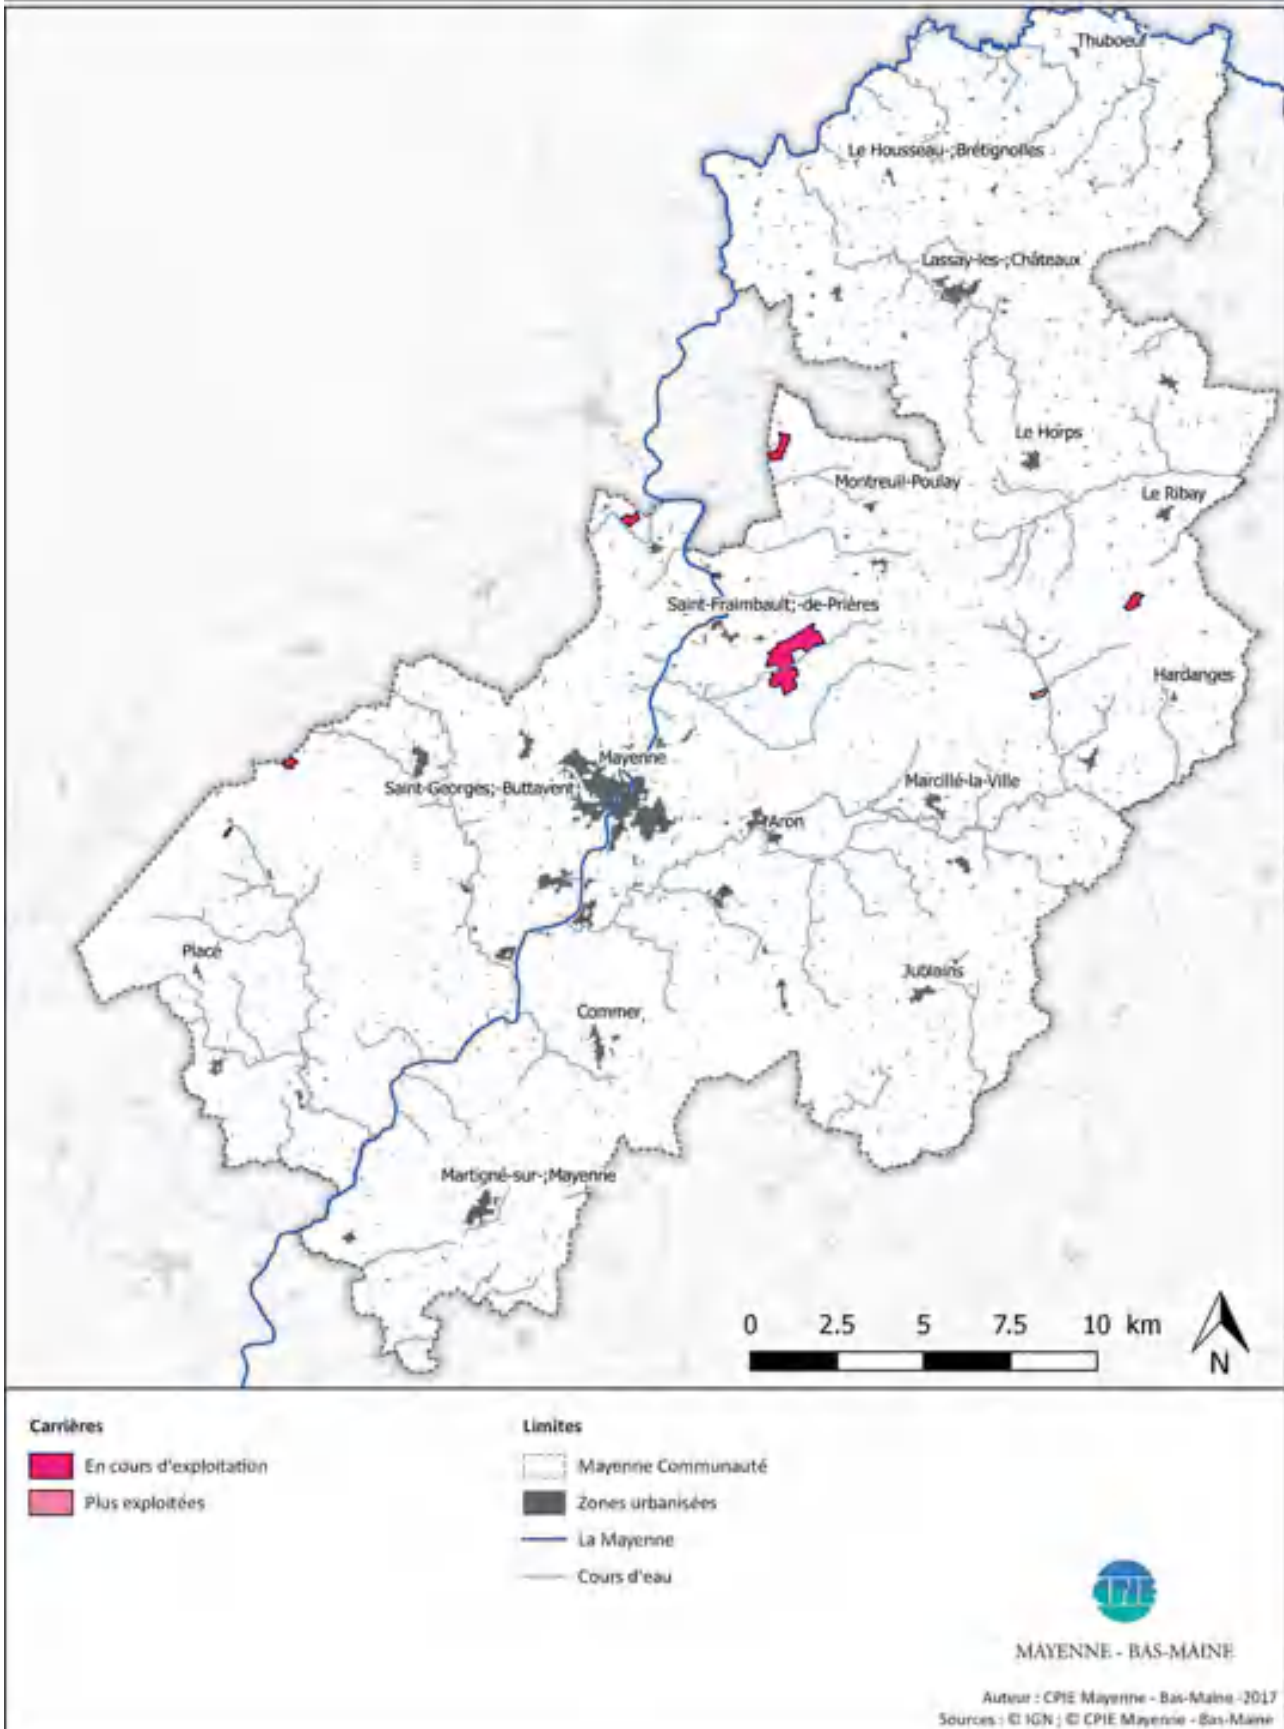 Thuboeuf
Le Housseau-;Brétignolles
Lassay-les-;Châteaux
Le Horps
Montreuil-Poulay
Le Ribay
Saint-Fraimbault;-de-Prières
Hardanges
Mayenne
Saint-Georges;-Buttavent
Marcillé-la-Ville
Aron
Placé
Jublains
Commer
Martigné-sur-;Mayenne
0 2.5 5 7.5 10 km
N
Carrières
En cours d'exploitation
Plus exploitées
Limites
Mayenne Communauté
Zones urbanisées
La Mayenne
Cours d'eau
CPIE
MAYENNE - BAS-MAINE
Auteur : CPIE Mayenne - Bas-Maine -2017
Sources : © IGN ; © CPIE Mayenne - Bas-Maine